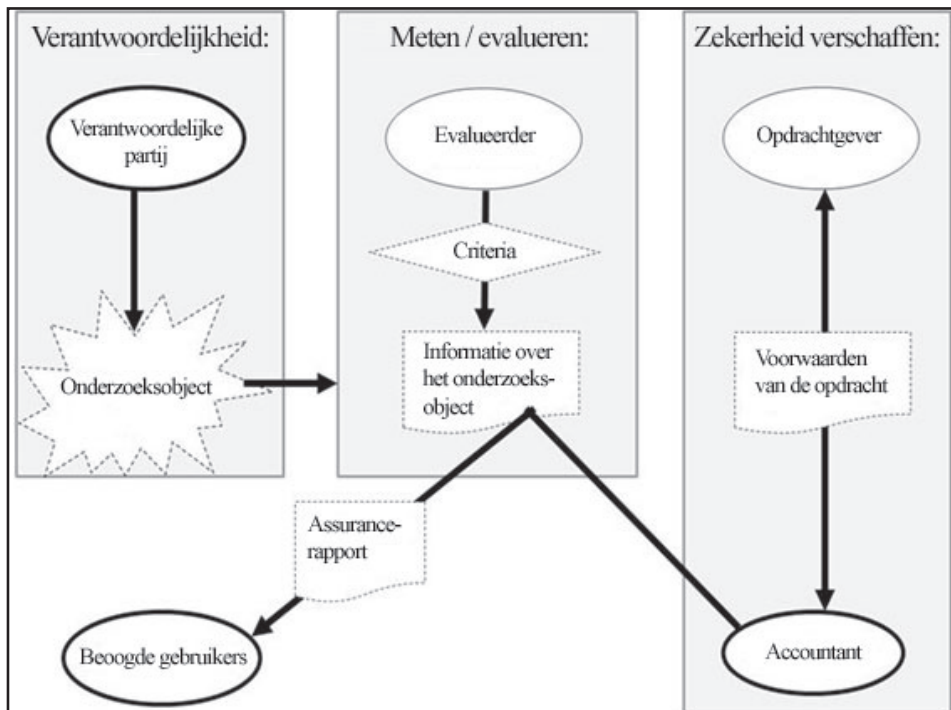 Verantwoordelijkheid:
Meten / evalueren:
Zekerheid verschaffen:
Verantwoordelijke
partij
Evalueerder
Opdrachtgever
Criteria
Onderzoeksobject
Informatie over
het onderzoeks-
object
Voorwaarden
van de opdracht
Assurance-
rapport
Beoogde gebruikers
Accountant